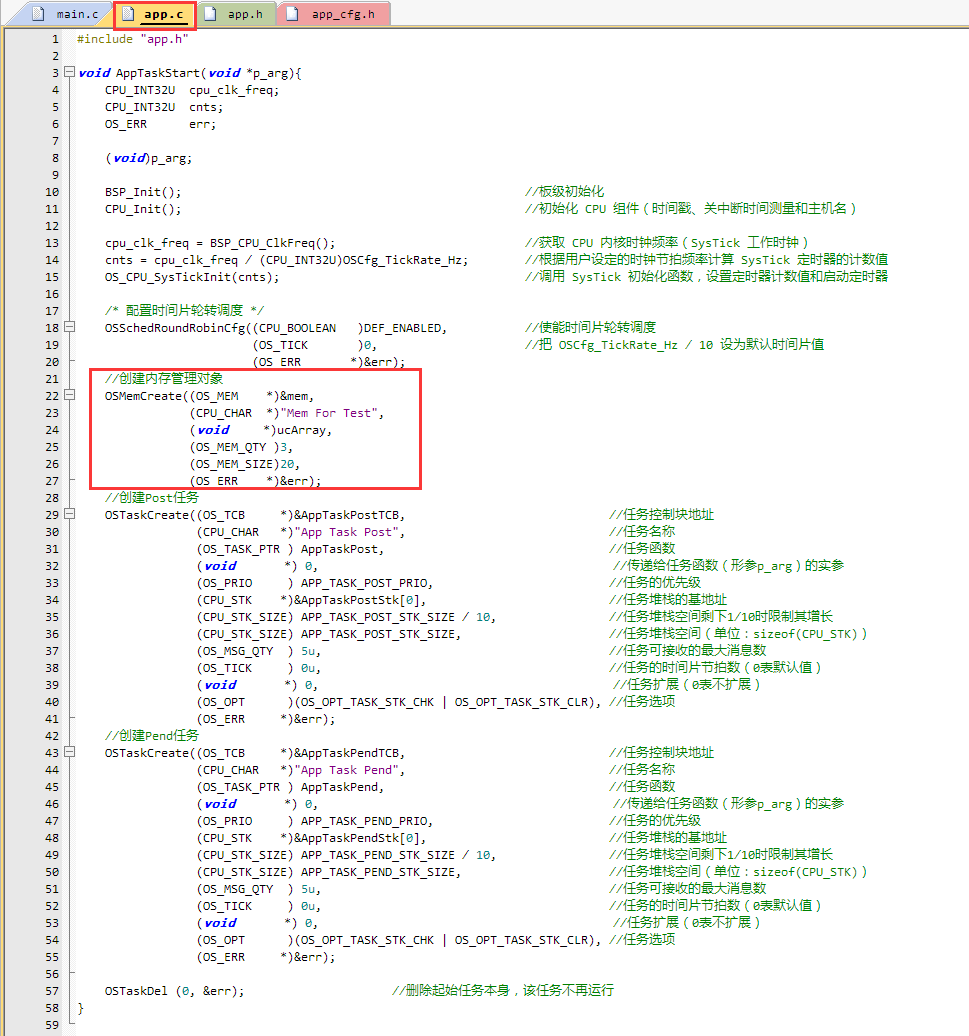 main.c app.c app.h app_cfg.h
1 #include "app.h"
2
3 void AppTaskStart(void *p_arg){
4 CPU_INT32U cpu_clk_freq;
5 CPU_INT32U cnts;
6 OS_ERR err;
7
8 (void)p_arg;
9
10 BSP_Init(); //板级初始化
11 CPU_Init(); //初始化 CPU 组件（时间戳、关中断时间测量和主机名）
12
13 cpu_clk_freq = BSP_CPU_ClkFreq(); //获取 CPU 内核时钟频率（SysTick 工作时钟）
14 cnts = cpu_clk_freq / (CPU_INT32U)OSCfg_TickRate_Hz; //根据用户设定的时钟节拍频率计算 SysTick 定时器的计数值
15 OS_CPU_SysTickInit(cnts); //调用 SysTick 初始化函数，设置定时器计数值和启动定时器
16
17 /* 配置时间片轮转调度 */
18 OSSchedRoundRobinCfg((CPU_BOOLEAN )DEF_ENABLED, //使能时间片轮转调度
19 (OS_TICK )0, //把 OSCfg_TickRate_Hz / 10 设为默认时间片值
20 (OS_ERR *)&err);
21 //创建内存管理对象
22 OSMemCreate((OS_MEM *)&mem,
23 (CPU_CHAR *)"Mem For Test",
24 (void *)ucArray,
25 (OS_MEM_QTY )3,
26 (OS_MEM_SIZE)20,
27 (OS_ERR *)&err);
28 //创建Post任务
29 OSTaskCreate((OS_TCB *)&AppTaskPostTCB, //任务控制块地址
30 (CPU_CHAR *)"App Task Post", //任务名称
31 (OS_TASK_PTR ) AppTaskPost, //任务函数
32 (void *) 0, //传递给任务函数（形参p_arg）的实参
33 (OS_PRIO ) APP_TASK_POST_PRIO, //任务的优先级
34 (CPU_STK *)&AppTaskPostStk[0], //任务堆栈的基地址
35 (CPU_STK_SIZE) APP_TASK_POST_STK_SIZE / 10, //任务堆栈空间剩下1/10时限制其增长
36 (CPU_STK_SIZE) APP_TASK_POST_STK_SIZE, //任务堆栈空间（单位：sizeof(CPU_STK)）
37 (OS_MSG_QTY ) 5u, //任务可接收的最大消息数
38 (OS_TICK ) 0u, //任务的时间片节拍数（0表默认值）
39 (void *) 0, //任务扩展（0表不扩展）
40 (OS_OPT )(OS_OPT_TASK_STK_CHK | OS_OPT_TASK_STK_CLR), //任务选项
41 (OS_ERR *)&err);
42 //创建Pend任务
43 OSTaskCreate((OS_TCB *)&AppTaskPendTCB, //任务控制块地址
44 (CPU_CHAR *)"App Task Pend", //任务名称
45 (OS_TASK_PTR ) AppTaskPend, //任务函数
46 (void *) 0, //传递给任务函数（形参p_arg）的实参
47 (OS_PRIO ) APP_TASK_PEND_PRIO, //任务的优先级
48 (CPU_STK *)&AppTaskPendStk[0], //任务堆栈的基地址
49 (CPU_STK_SIZE) APP_TASK_PEND_STK_SIZE / 10, //任务堆栈空间剩下1/10时限制其增长
50 (CPU_STK_SIZE) APP_TASK_PEND_STK_SIZE, //任务堆栈空间（单位：sizeof(CPU_STK)）
51 (OS_MSG_QTY ) 5u, //任务可接收的最大消息数
52 (OS_TICK ) 0u, //任务的时间片节拍数（0表默认值）
53 (void *) 0, //任务扩展（0表不扩展）
54 (OS_OPT )(OS_OPT_TASK_STK_CHK | OS_OPT_TASK_STK_CLR), //任务选项
55 (OS_ERR *)&err);
56
57 OSTaskDel (0, &err); //删除起始任务本身，该任务不再运行
58 }
59